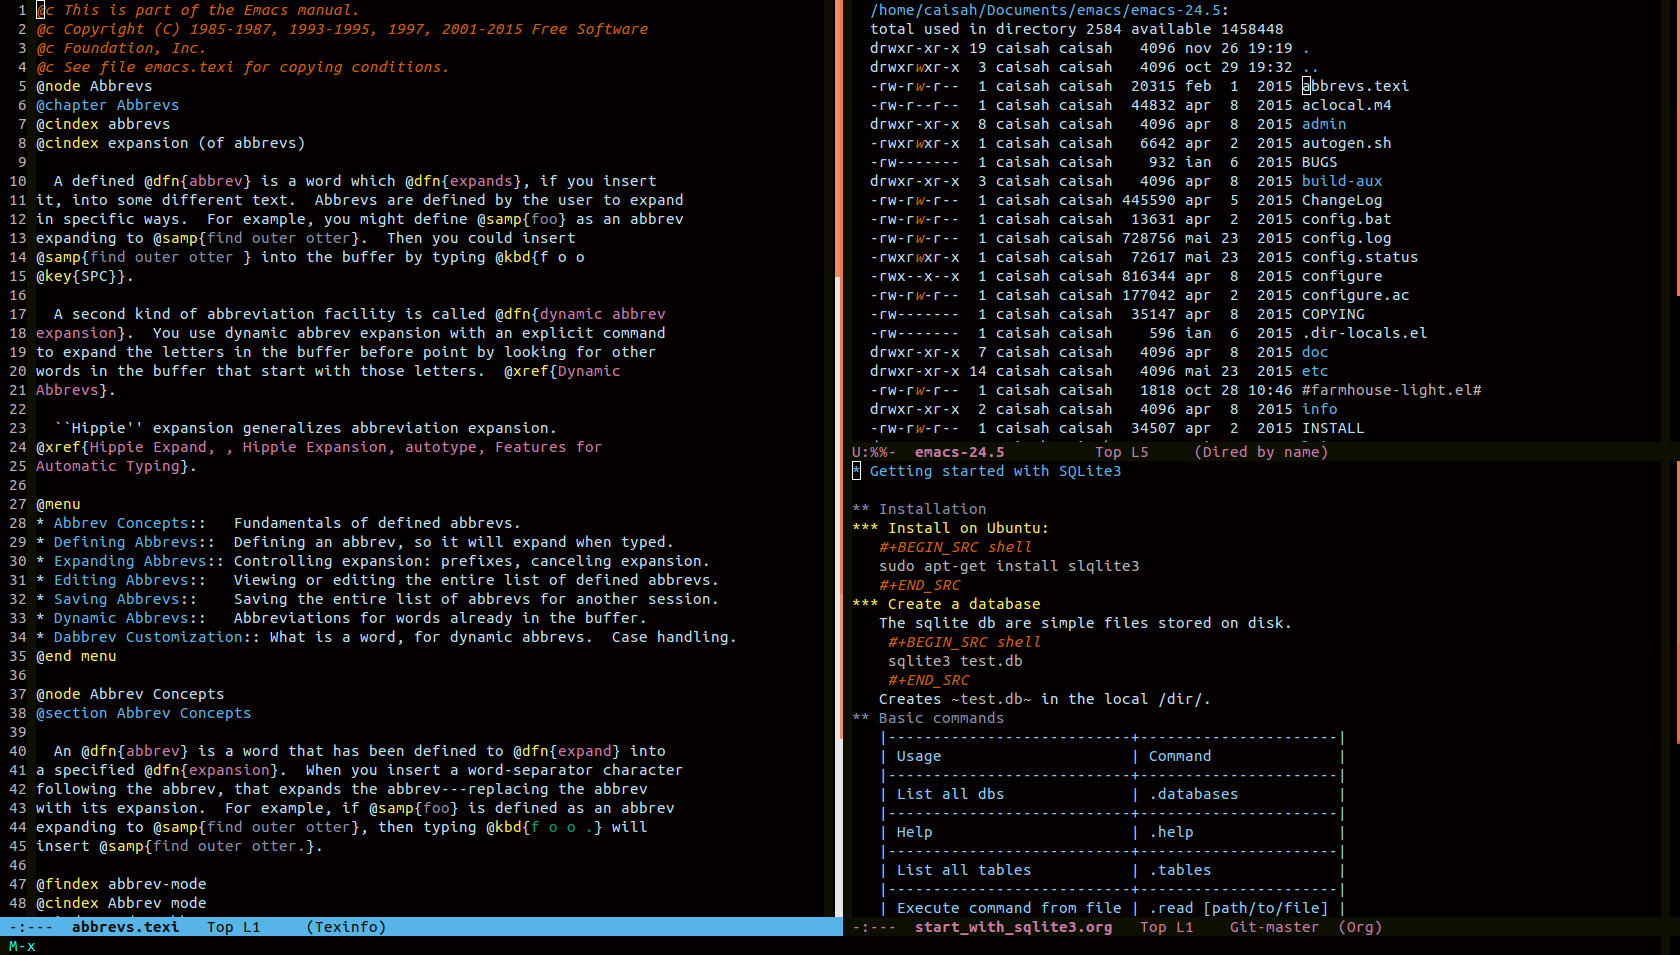 1 @c This is part of the Emacs manual.
2 @c Copyright (C) 1985-1987, 1993-1995, 1997, 2001-2015 Free Software
3 @c Foundation, Inc.
4 @c See file emacs.texi for copying conditions.
5 @node Abbrevs
6 @chapter Abbrevs
7 @cindex abbrevs
8 @cindex expansion (of abbrevs)
9
10   A defined @dfn{abbrev} is a word which @dfn{expands}, if you insert
11 it, into some different text.  Abbrevs are defined by the user to expand
12 in specific ways.  For example, you might define @samp{foo} as an abbrev
13 expanding to @samp{find outer otter}.  Then you could insert
14 @samp{find outer otter } into the buffer by typing @kbd{f o o
15 @key{SPC}}.
16
17   A second kind of abbreviation facility is called @dfn{dynamic abbrev
18 expansion}.  You use dynamic abbrev expansion with an explicit command
19 to expand the letters in the buffer before point by looking for other
20 words in the buffer that start with those letters.  @xref{Dynamic
21 Abbrevs}.
22
23   ``Hippie'' expansion generalizes abbreviation expansion.
24 @xref{Hippie Expand, , Hippie Expansion, autotype, Features for
25 Automatic Typing}.
26
27 @menu
28 * Abbrev Concepts::   Fundamentals of defined abbrevs.
29 * Defining Abbrevs::  Defining an abbrev, so it will expand when typed.
30 * Expanding Abbrevs:: Controlling expansion: prefixes, canceling expansion.
31 * Editing Abbrevs::   Viewing or editing the entire list of defined abbrevs.
32 * Saving Abbrevs::    Saving the entire list of abbrevs for another session.
33 * Dynamic Abbrevs::   Abbreviations for words already in the buffer.
34 * Dabbrev Customization:: What is a word, for dynamic abbrevs.  Case handling.
35 @end menu
36
37 @node Abbrev Concepts
38 @section Abbrev Concepts
39
40   An @dfn{abbrev} is a word that has been defined to @dfn{expand} into
41 a specified @dfn{expansion}.  When you insert a word-separator character
42 following the abbrev, that expands the abbrev---replacing the abbrev
43 with its expansion.  For example, if @samp{foo} is defined as an abbrev
44 expanding to @samp{find outer otter}, then typing @kbd{f o o .} will
45 insert @samp{find outer otter.}.
46
47 @findex abbrev-mode
48 @cindex Abbrev mode
-:---  abbrevs.texi   Top L1     (Texinfo)
M-x
/home/caisah/Documents/emacs/emacs-24.5:
total used in directory 2584 available 1458448
drwxr-xr-x 19 caisah caisah   4096 nov 26 19:19 .
drwxrwxr-x  3 caisah caisah   4096 oct 29 19:32 ..
-rw-rw-r--  1 caisah caisah  20315 feb  1  2015 abbrevs.texi
-rw-r--r--  1 caisah caisah  44832 apr  8  2015 aclocal.m4
drwxr-xr-x  8 caisah caisah   4096 apr  8  2015 admin
-rwxrwxr-x  1 caisah caisah   6642 apr  2  2015 autogen.sh
-rw-------  1 caisah caisah    932 ian  6  2015 BUGS
drwxr-xr-x  3 caisah caisah   4096 apr  8  2015 build-aux
-rw-rw-r--  1 caisah caisah 445590 apr  5  2015 ChangeLog
-rw-rw-r--  1 caisah caisah  13631 apr  2  2015 config.bat
-rw-rw-r--  1 caisah caisah 728756 mai 23  2015 config.log
-rwxrwxr-x  1 caisah caisah  72617 mai 23  2015 config.status
-rwx--x--x  1 caisah caisah 816344 apr  8  2015 configure
-rw-rw-r--  1 caisah caisah 177042 apr  2  2015 configure.ac
-rw-------  1 caisah caisah  35147 apr  8  2015 COPYING
-rw-------  1 caisah caisah    596 ian  6  2015 .dir-locals.el
drwxr-xr-x  7 caisah caisah   4096 apr  8  2015 doc
drwxr-xr-x 14 caisah caisah   4096 mai 23  2015 etc
-rw-rw-r--  1 caisah caisah   1818 oct 28 10:46 #farmhouse-light.el#
drwxr-xr-x  2 caisah caisah   4096 apr  8  2015 info
-rw-rw-r--  1 caisah caisah  34507 apr  2  2015 INSTALL
U:%%-  emacs-24.5          Top L5     (Dired by name)
* Getting started with SQLite3
** Installation
*** Install on Ubuntu:
#+BEGIN_SRC shell
sudo apt-get install slqlite3
#+END_SRC
*** Create a database
The sqlite db are simple files stored on disk.
#+BEGIN_SRC shell
sqlite3 test.db
#+END_SRC
Creates ~test.db~ in the local /dir/.
** Basic commands
|---------------------------+----------------------|
| Usage                     | Command              |
|---------------------------+----------------------|
| List all dbs              | .databases           |
|---------------------------+----------------------|
| Help                      | .help                |
|---------------------------+----------------------|
| List all tables           | .tables              |
|---------------------------+----------------------|
| Execute command from file | .read [path/to/file] |
-:---  start_with_sqlite3.org   Top L1    Git-master  (Org)